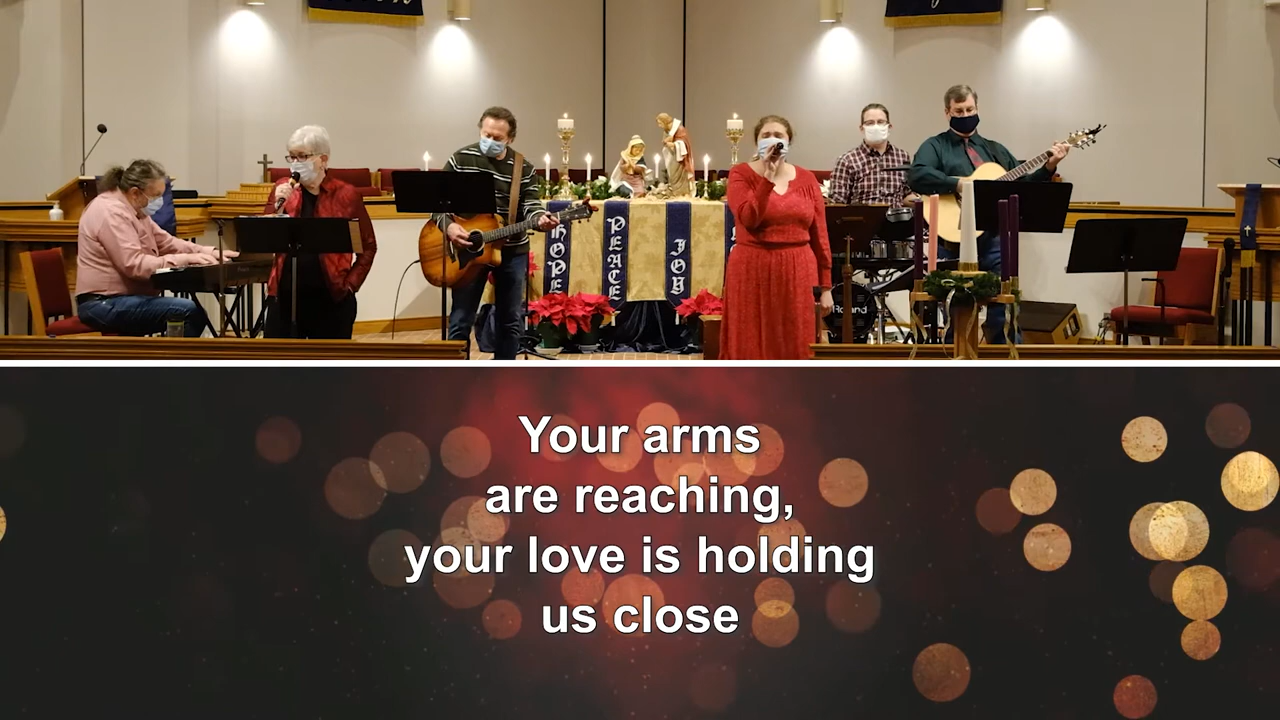 HOPE
PEACE
JOY
Roland
Your arms
are reaching,
your love is holding
us close